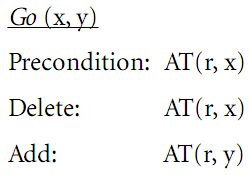 Go (x, y)
Precondition: AT(r, x)
Delete: AT(r, x)
Add: AT(r, y)